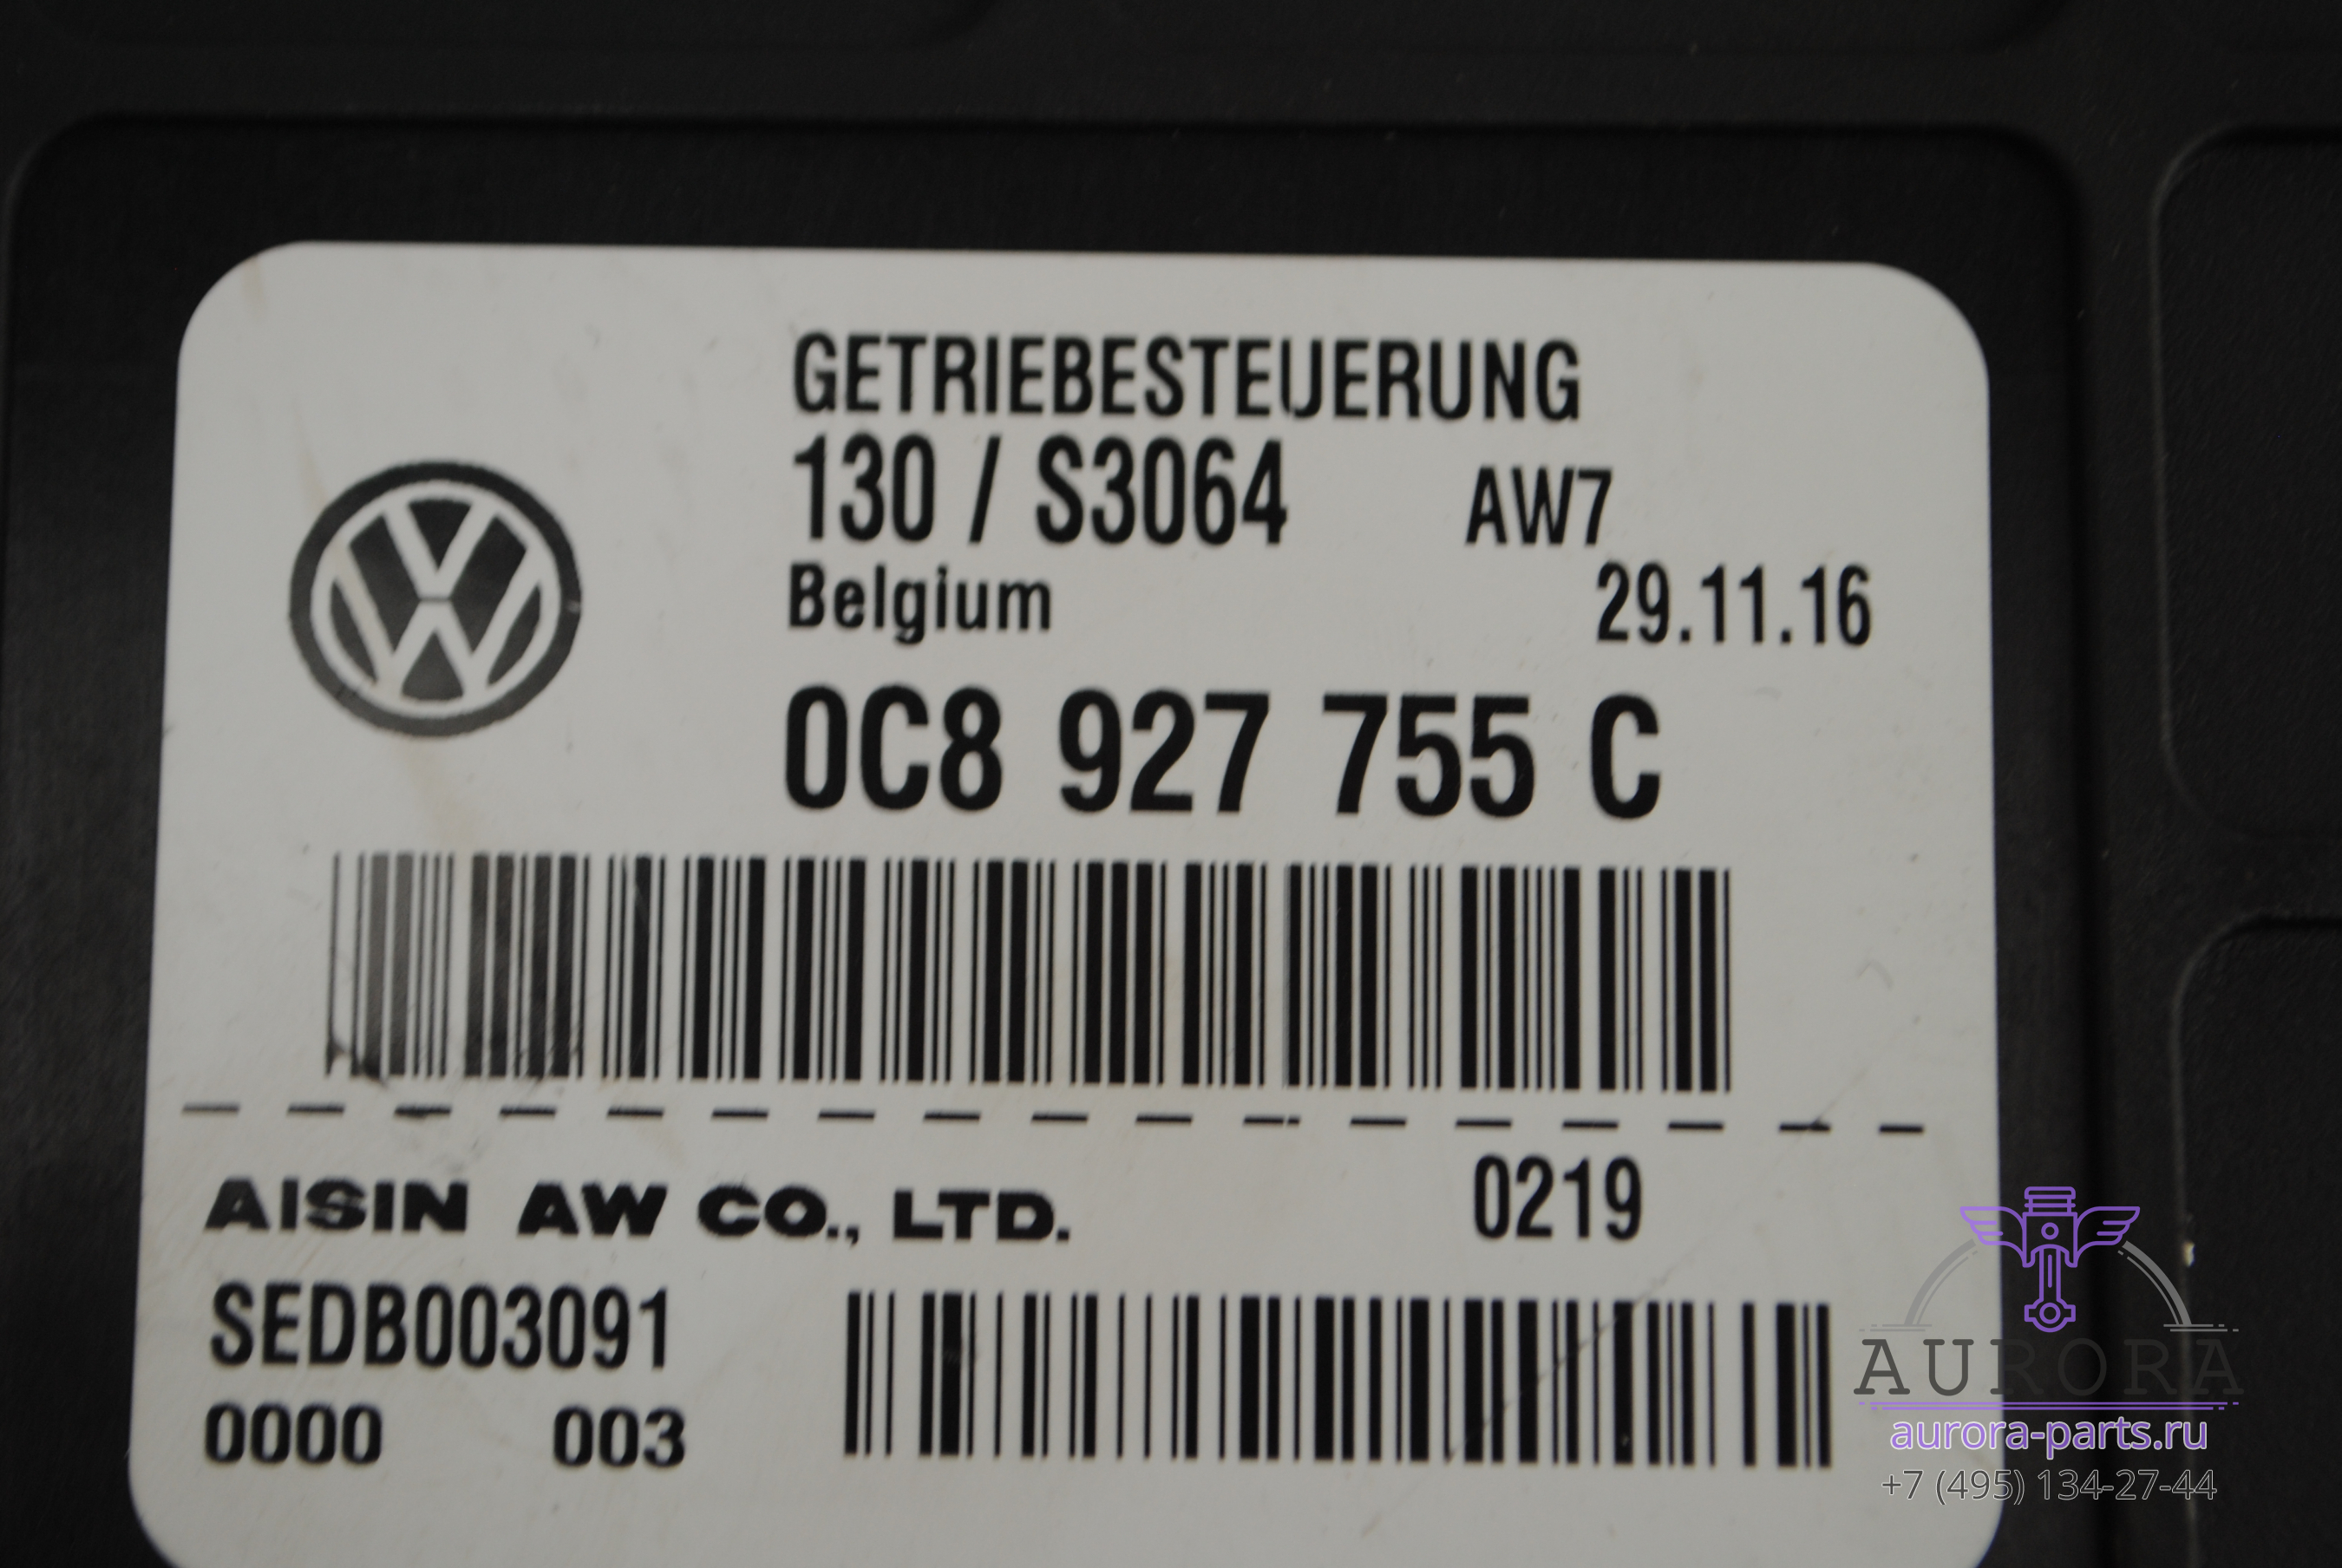 GETRIEBESTEUERUNG
130 / S3064 AW7
Belgium 29.11.16
0C8 927 755 C
AISIN AW CO., LTD. 0219
SEDB003091
0000 003
AURORA
aurora-parts.ru
+7 (495) 134-27-44